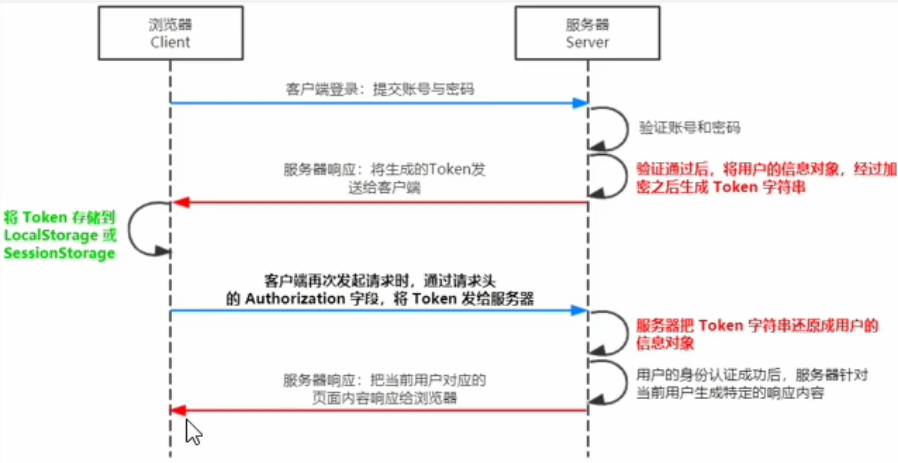 浏览器
Client
服务器
Server
客户端登录：提交账号与密码
验证账号和密码
服务器响应：将生成的Token发
送给客户端
验证通过后，将用户的信息对象，经过加
密之后生成 Token 字符串
将 Token 存储到
LocalStorage 或
SessionStorage
客户端再次发起请求时，通过请求头
的 Authorization 字段，将 Token 发给服务器
服务器把 Token 字符串还原成用户的
信息对象
服务器响应：把当前用户对应的
页面内容响应给浏览器
用户的身份认证成功后，服务器针对
当前用户生成特定的响应内容